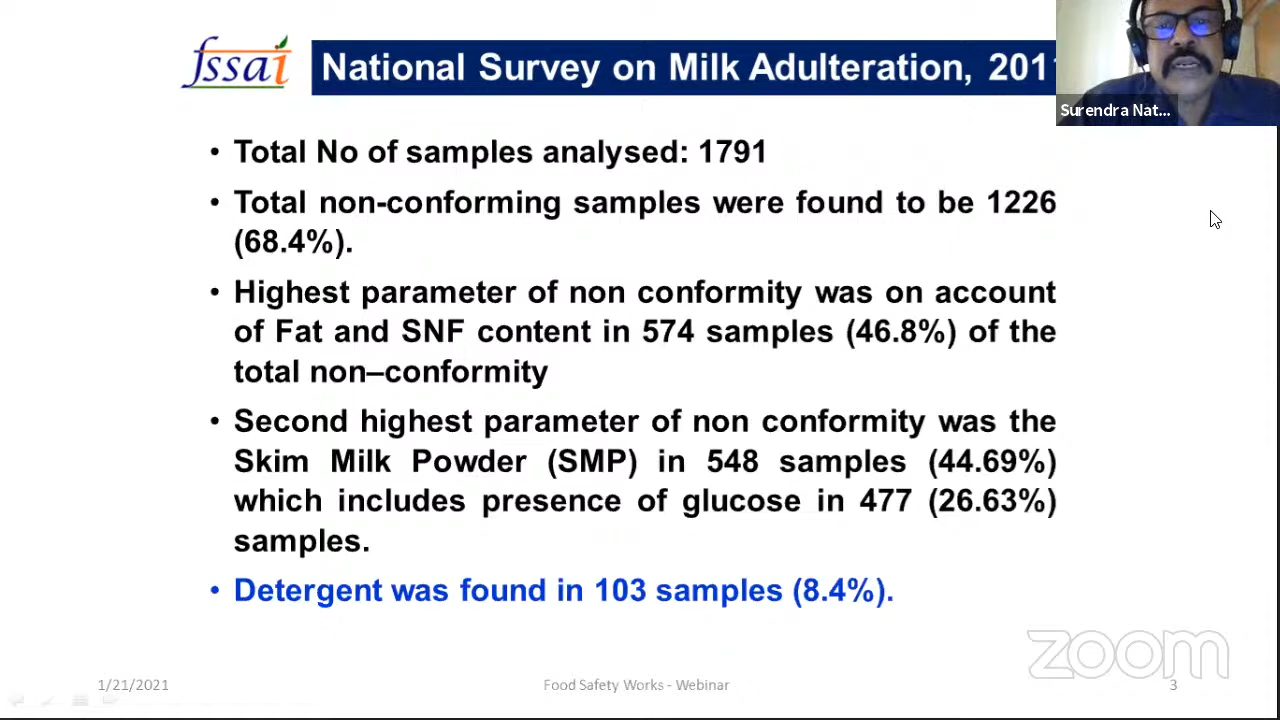 fssai
National Survey on Milk Adulteration, 2011
Surendra Nat...
• Total No of samples analysed: 1791
• Total non-conforming samples were found to be 1226
(68.4%).
• Highest parameter of non conformity was on account
of Fat and SNF content in 574 samples (46.8%) of the
total non–conformity
• Second highest parameter of non conformity was the
Skim Milk Powder (SMP) in 548 samples (44.69%)
which includes presence of glucose in 477 (26.63%)
samples.
• Detergent was found in 103 samples (8.4%).
zoom
1/21/2021
Food Safety Works - Webinar
3